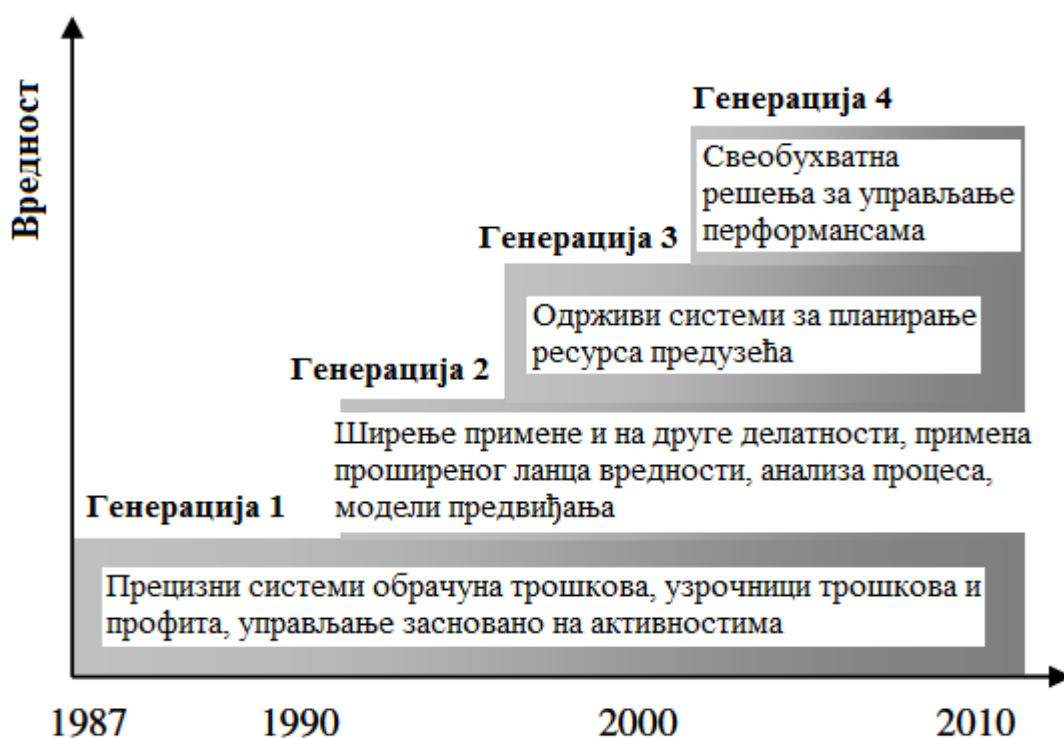 Вредност
Генерација 4
Свеобухватна
решења за управљање
перформансама
Генерација 3
Одрживи системи за планирање
ресурса предузећа
Генерација 2
Ширење примене и на друге делатности, примена
проширеног ланца вредности, анализа процеса,
модели предвиђања
Генерација 1
Прецизни системи обрачуна трошкова, узрочници трошкова и
профита, управљање засновано на активностима
1987 1990 2000 2010